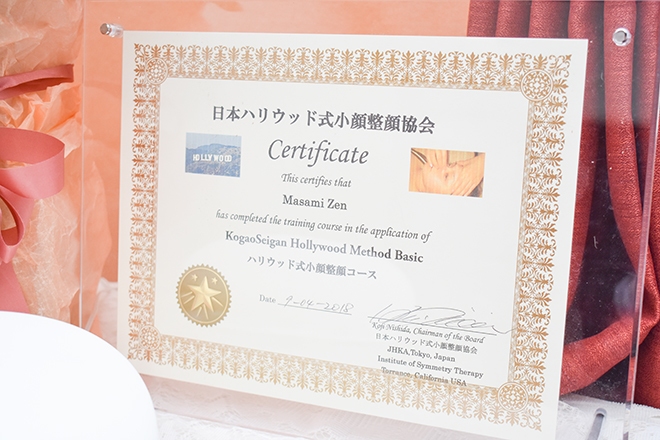 日本ハリウッド式小顔整顔協会
HOLLYWOOD
Certificate
This certifies that
Masami Zen
has completed the training course in the application of
KogaoSeigan Hollywood Method Basic
ハリウッド式小顔整顔コース
Date 9-04-2018
Koji Nishida, Chairman of the Board
日本ハリウッド式小顔整顔協会
JHKA,Tokyo, Japan
Institute of Symmetry Therapy
Torrance, California USA